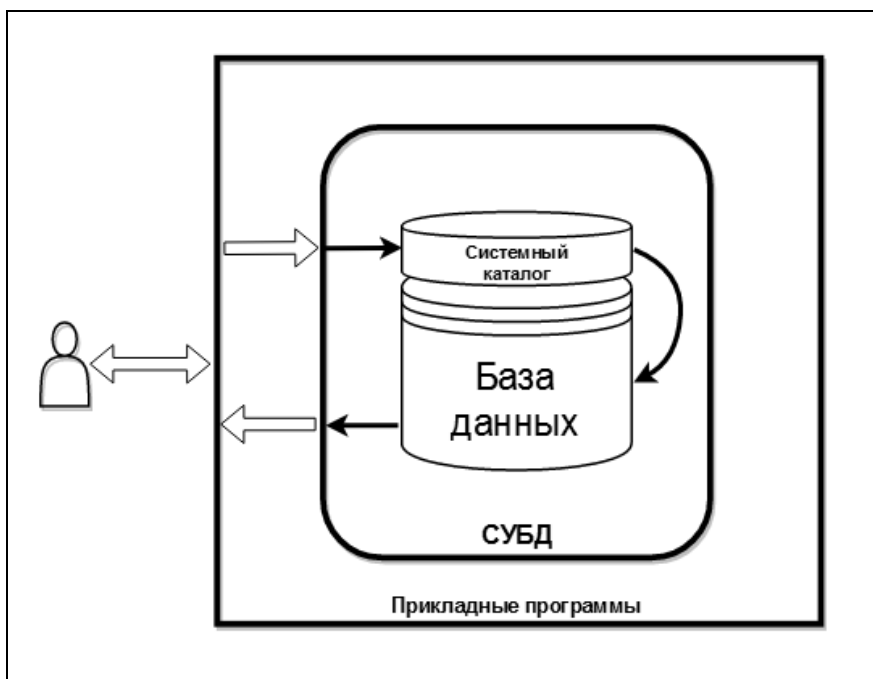 Системный
каталог
База
данных
СУБД
Прикладные программы